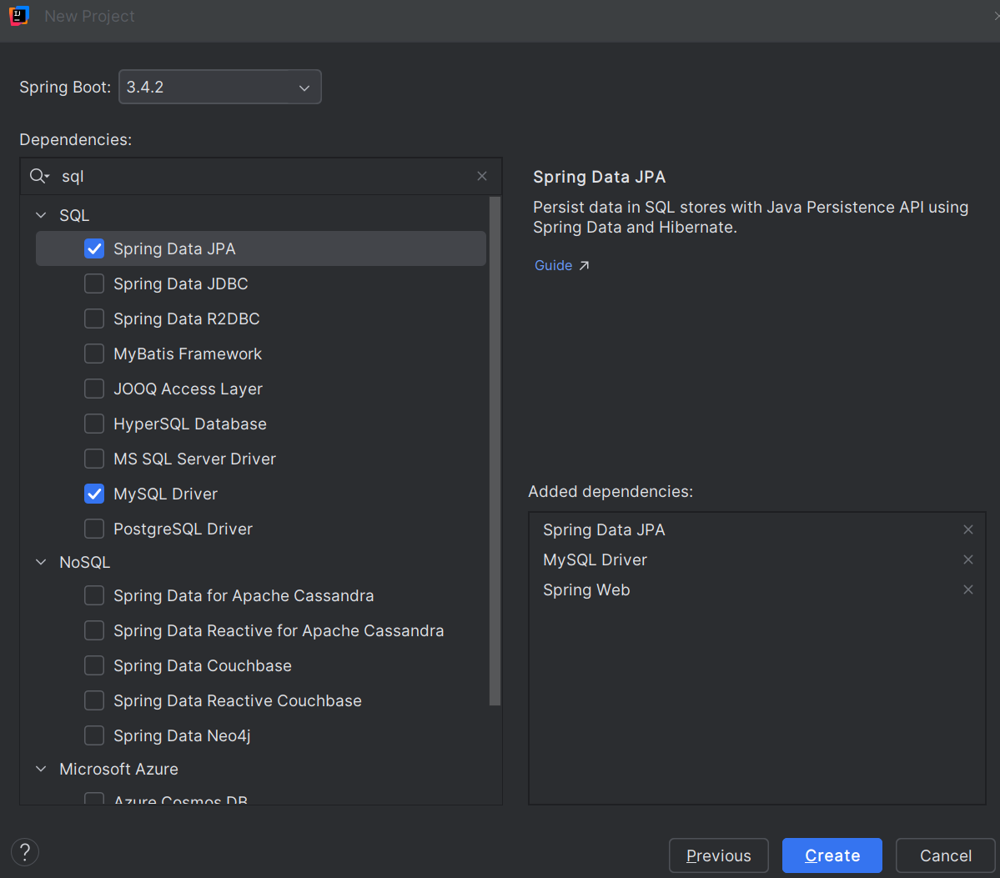 New Project
Spring Boot: 3.4.2
Dependencies:
sql
SQL
Spring Data JPA
Spring Data JDBC
Spring Data R2DBC
MyBatis Framework
JOOQ Access Layer
HyperSQL Database
MS SQL Server Driver
MySQL Driver
PostgreSQL Driver
NoSQL
Spring Data for Apache Cassandra
Spring Data Reactive for Apache Cassandra
Spring Data Couchbase
Spring Data Reactive Couchbase
Spring Data Neo4j
Microsoft Azure
Azure Cosmos DB
Spring Data JPA
Persist data in SQL stores with Java Persistence API using
Spring Data and Hibernate.
Guide
Added dependencies:
Spring Data JPA
MySQL Driver
Spring Web
?
Previous
Create
Cancel